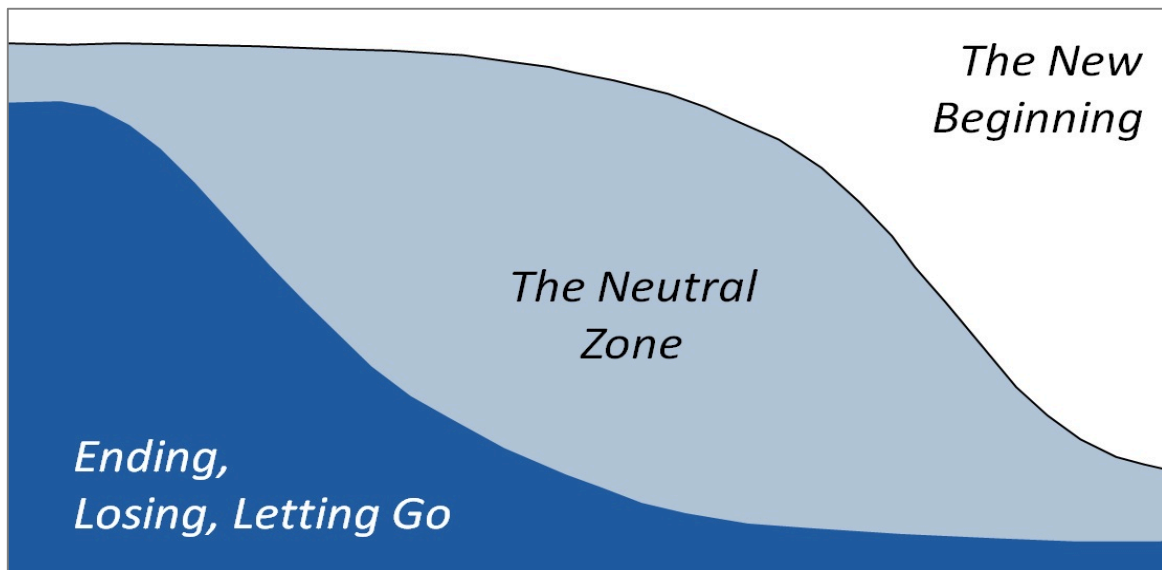 The New
Beginning
The Neutral
Zone
Ending,
Losing, Letting Go